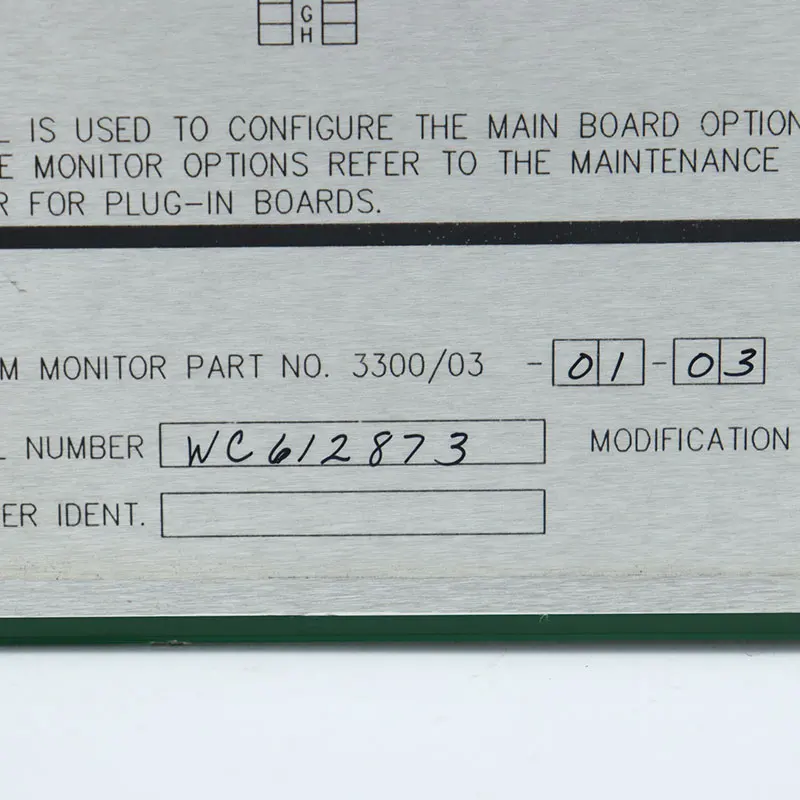 G
H
L IS USED TO CONFIGURE THE MAIN BOARD OPTION
E MONITOR OPTIONS REFER TO THE MAINTENANCE
R FOR PLUG-IN BOARDS.
M MONITOR PART NO. 3300/03 - 01 - 03
L NUMBER WC612873 MODIFICATION
ER IDENT.